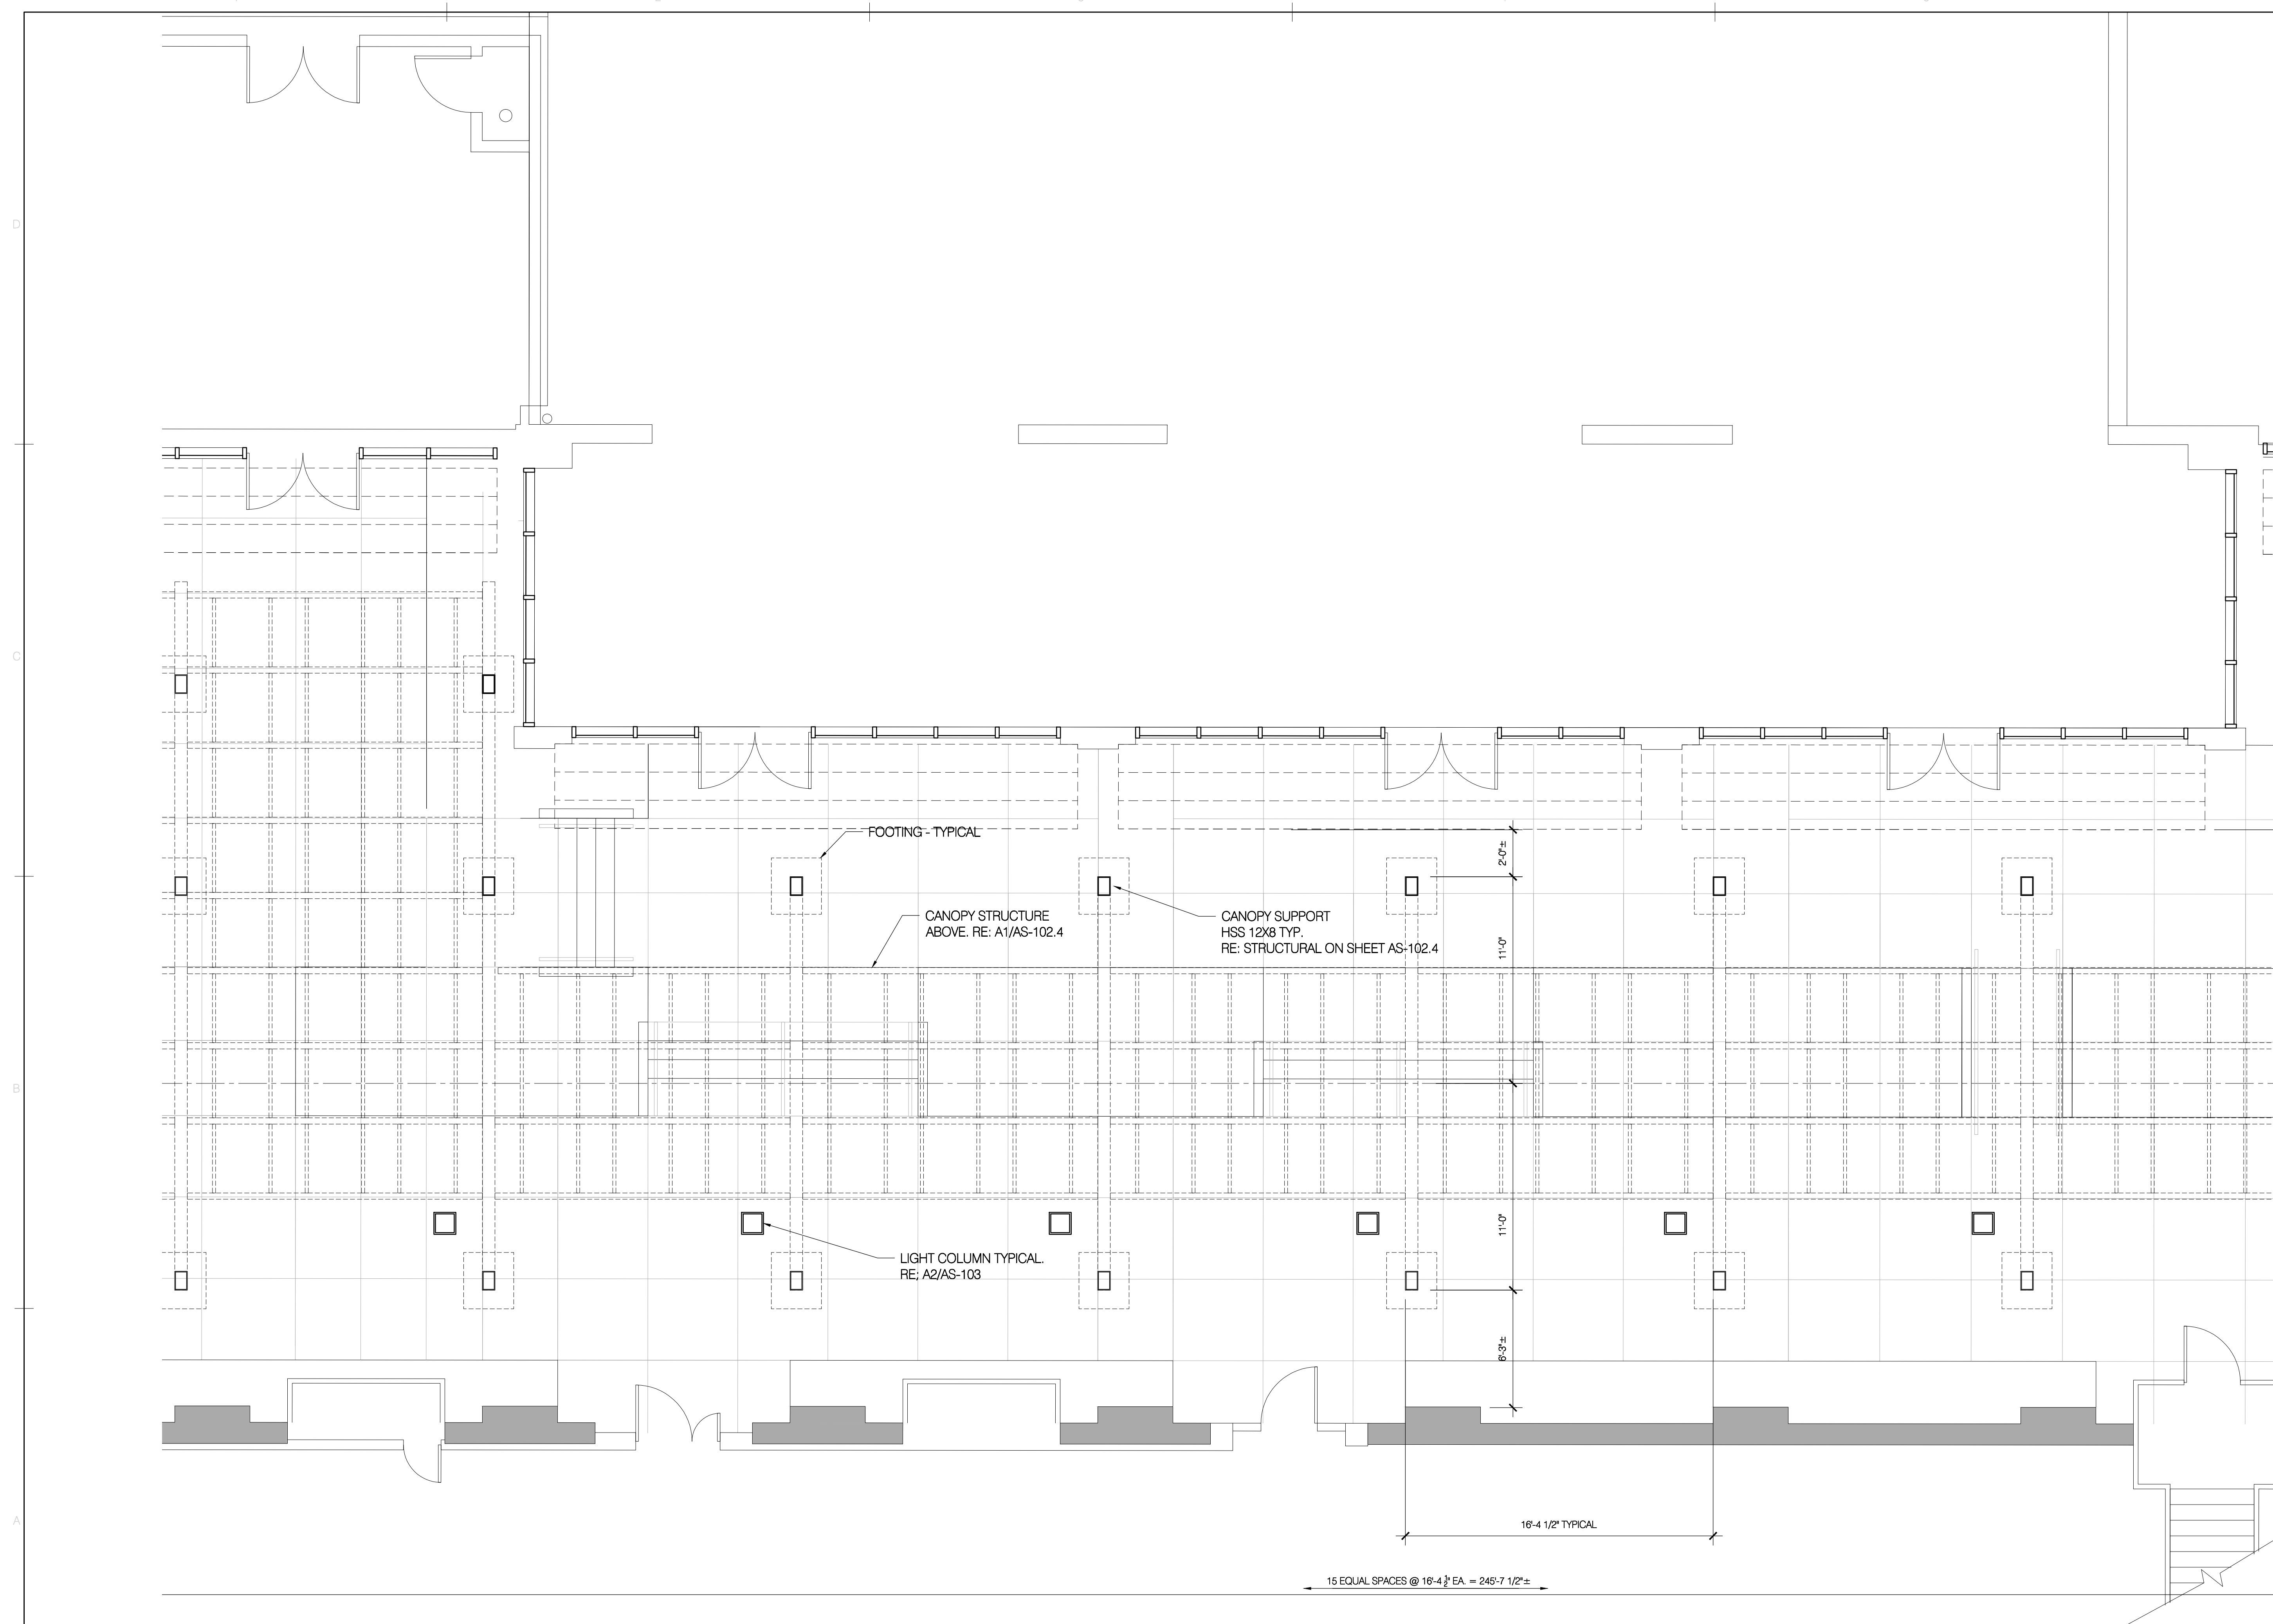 D
C
B
A
FOOTING - TYPICAL
CANOPY STRUCTURE
ABOVE. RE: A1/AS-102.4
CANOPY SUPPORT
HSS 12X8 TYP.
RE: STRUCTURAL ON SHEET AS-102.4
2'-0"±
11'-0"
11'-0"
6'-3"±
LIGHT COLUMN TYPICAL.
RE; A2/AS-103
16'-4 1/2" TYPICAL
15 EQUAL SPACES @ 16'-4 1/2" EA. = 245'-7 1/2"±